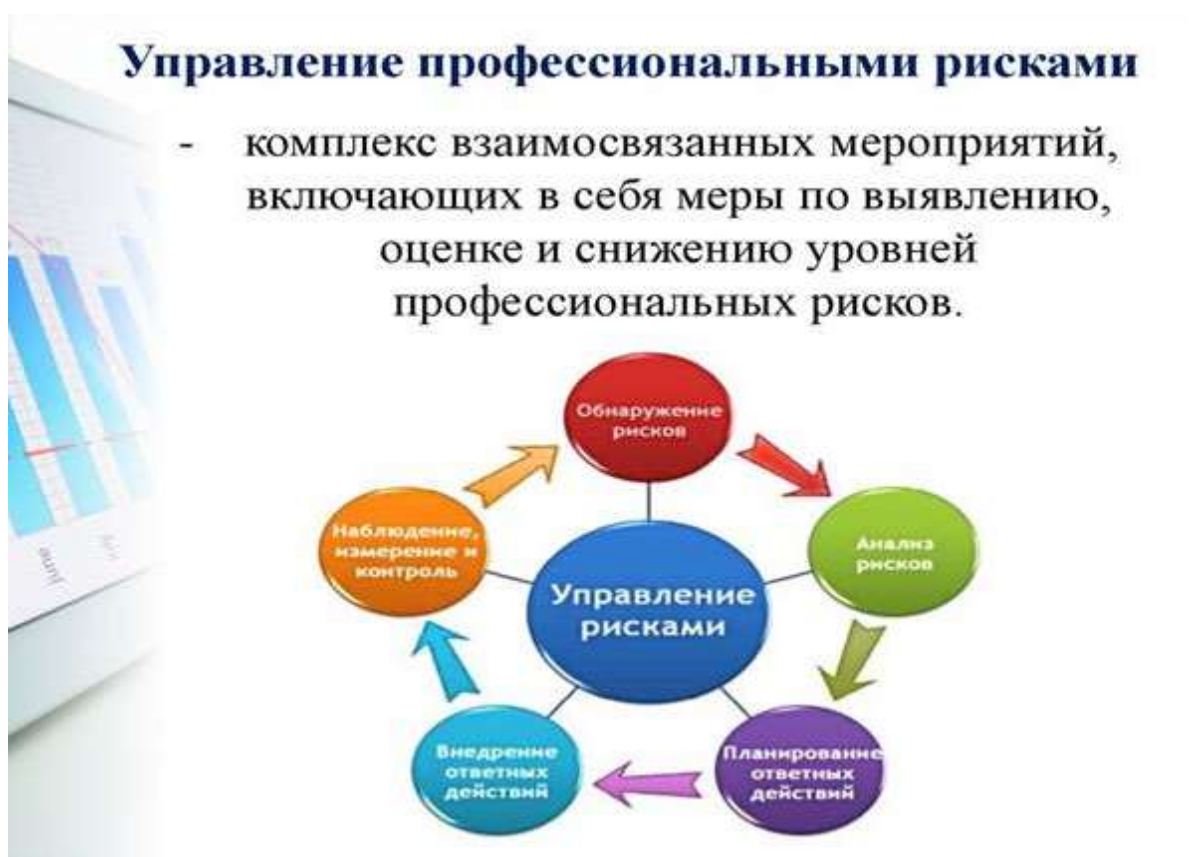 Управление профессиональными рисками
- комплекс взаимосвязанных мероприятий,
включающих в себя меры по выявлению,
оценке и снижению уровней
профессиональных рисков.
Обнаружение
рисков
Анализ
рисков
Планирование
ответных
действий
Внедрение
ответных
действий
Наблюдение,
измерение и
контроль
Управление
рисками
june